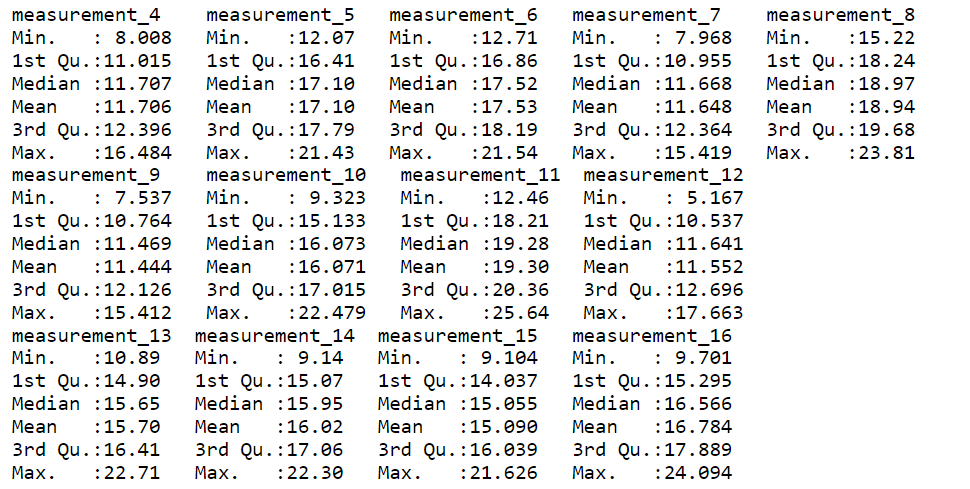 measurement_4   measurement_5   measurement_6   measurement_7   measurement_8
Min.   : 8.008   Min.   :12.07   Min.   :12.71   Min.   : 7.968   Min.   :15.22
1st Qu.:11.015   1st Qu.:16.41   1st Qu.:16.86   1st Qu.:10.955   1st Qu.:18.24
Median :11.707   Median :17.10   Median :17.52   Median :11.668   Median :18.97
Mean   :11.706   Mean   :17.10   Mean   :17.53   Mean   :11.648   Mean   :18.94
3rd Qu.:12.396   3rd Qu.:17.79   3rd Qu.:18.19   3rd Qu.:12.364   3rd Qu.:19.68
Max.   :16.484   Max.   :21.43   Max.   :21.54   Max.   :15.419   Max.   :23.81
measurement_9   measurement_10   measurement_11   measurement_12
Min.   : 7.537   Min.   : 9.323   Min.   :12.46   Min.   : 5.167
1st Qu.:10.764   1st Qu.:15.133   1st Qu.:18.21   1st Qu.:10.537
Median :11.469   Median :16.073   Median :19.28   Median :11.641
Mean   :11.444   Mean   :16.071   Mean   :19.30   Mean   :11.552
3rd Qu.:12.126   3rd Qu.:17.015   3rd Qu.:20.36   3rd Qu.:12.696
Max.   :15.412   Max.   :22.479   Max.   :25.64   Max.   :17.663
measurement_13   measurement_14   measurement_15   measurement_16
Min.   :10.89   Min.   : 9.14   Min.   : 9.104   Min.   : 9.701
1st Qu.:14.90   1st Qu.:15.07   1st Qu.:14.037   1st Qu.:15.295
Median :15.65   Median :15.95   Median :15.055   Median :16.566
Mean   :15.70   Mean   :16.02   Mean   :15.090   Mean   :16.784
3rd Qu.:16.41   3rd Qu.:17.06   3rd Qu.:16.039   3rd Qu.:17.889
Max.   :22.71   Max.   :22.30   Max.   :21.626   Max.   :24.094